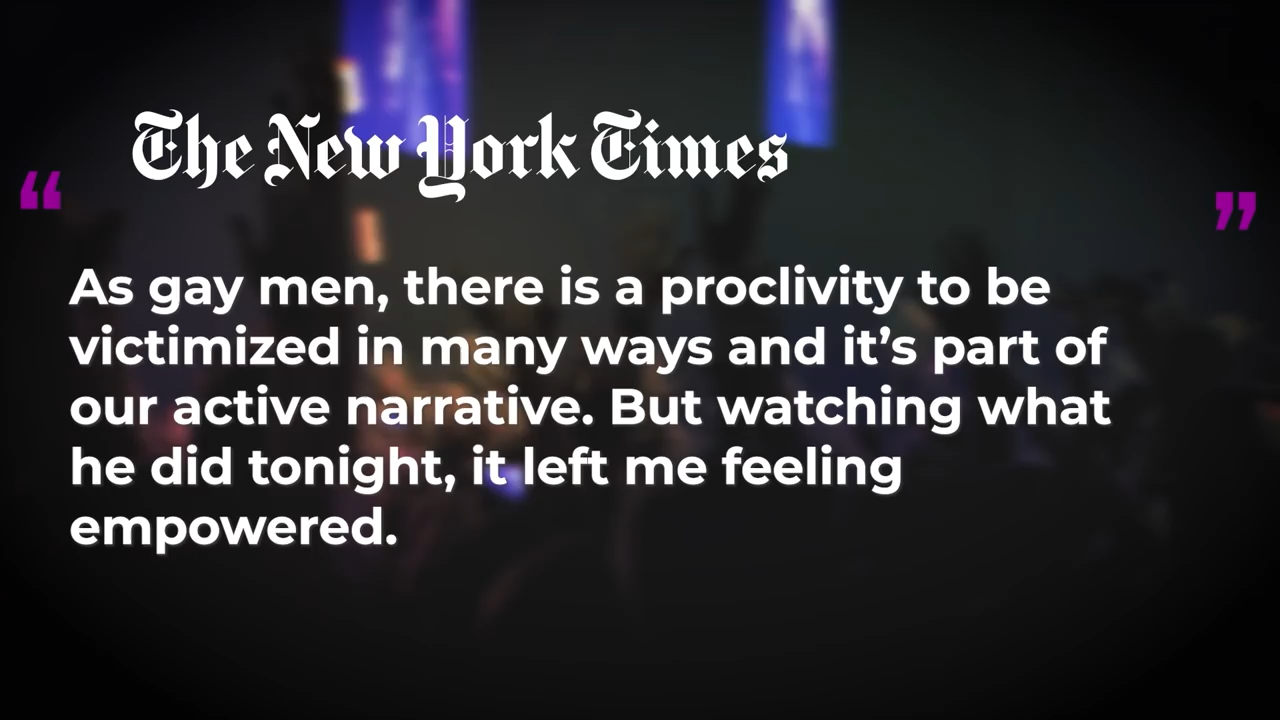 The New York Times
“ ”
As gay men, there is a proclivity to be
victimized in many ways and it’s part of
our active narrative. But watching what
he did tonight, it left me feeling
empowered.